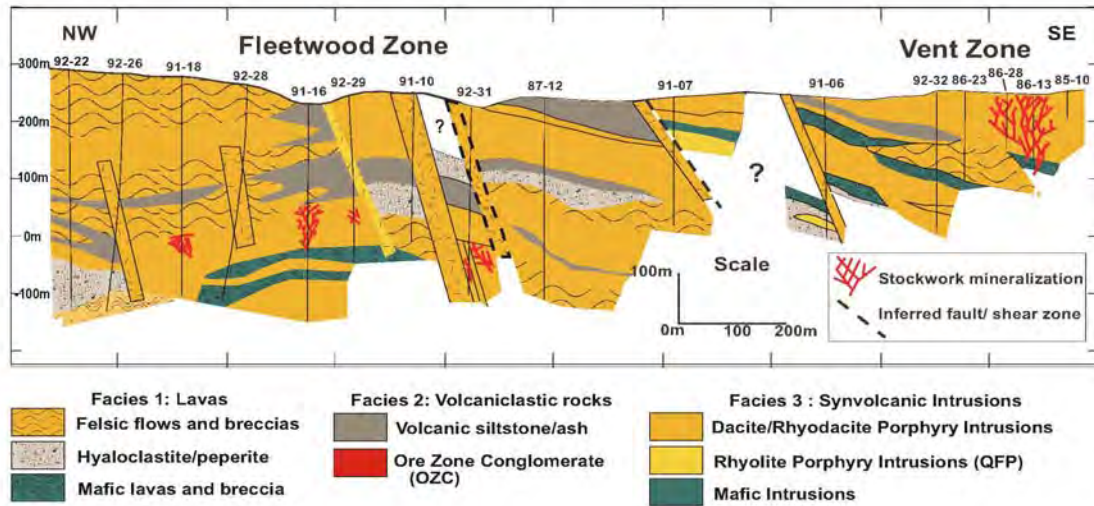 NW
Fleetwood Zone
Vent Zone
SE
92-22
92-26
91-18
92-28
91-16
92-29
91-10
92-31
87-12
91-07
91-06
92-32
86-23
86-28
86-13
85-10
300m
200m
100m
0m
-100m
?
?
100m
Scale
0m 100 200m
Stockwork mineralization
Inferred fault/ shear zone
Facies 1: Lavas
Felsic flows and breccias
Hyaloclastite/peperite
Mafic lavas and breccia
Facies 2: Volcaniclastic rocks
Volcanic siltstone/ash
Ore Zone Conglomerate
(OZC)
Facies 3 : Synvolcanic Intrusions
Dacite/Rhyodacite Porphyry Intrusions
Rhyolite Porphyry Intrusions (QFP)
Mafic Intrusions